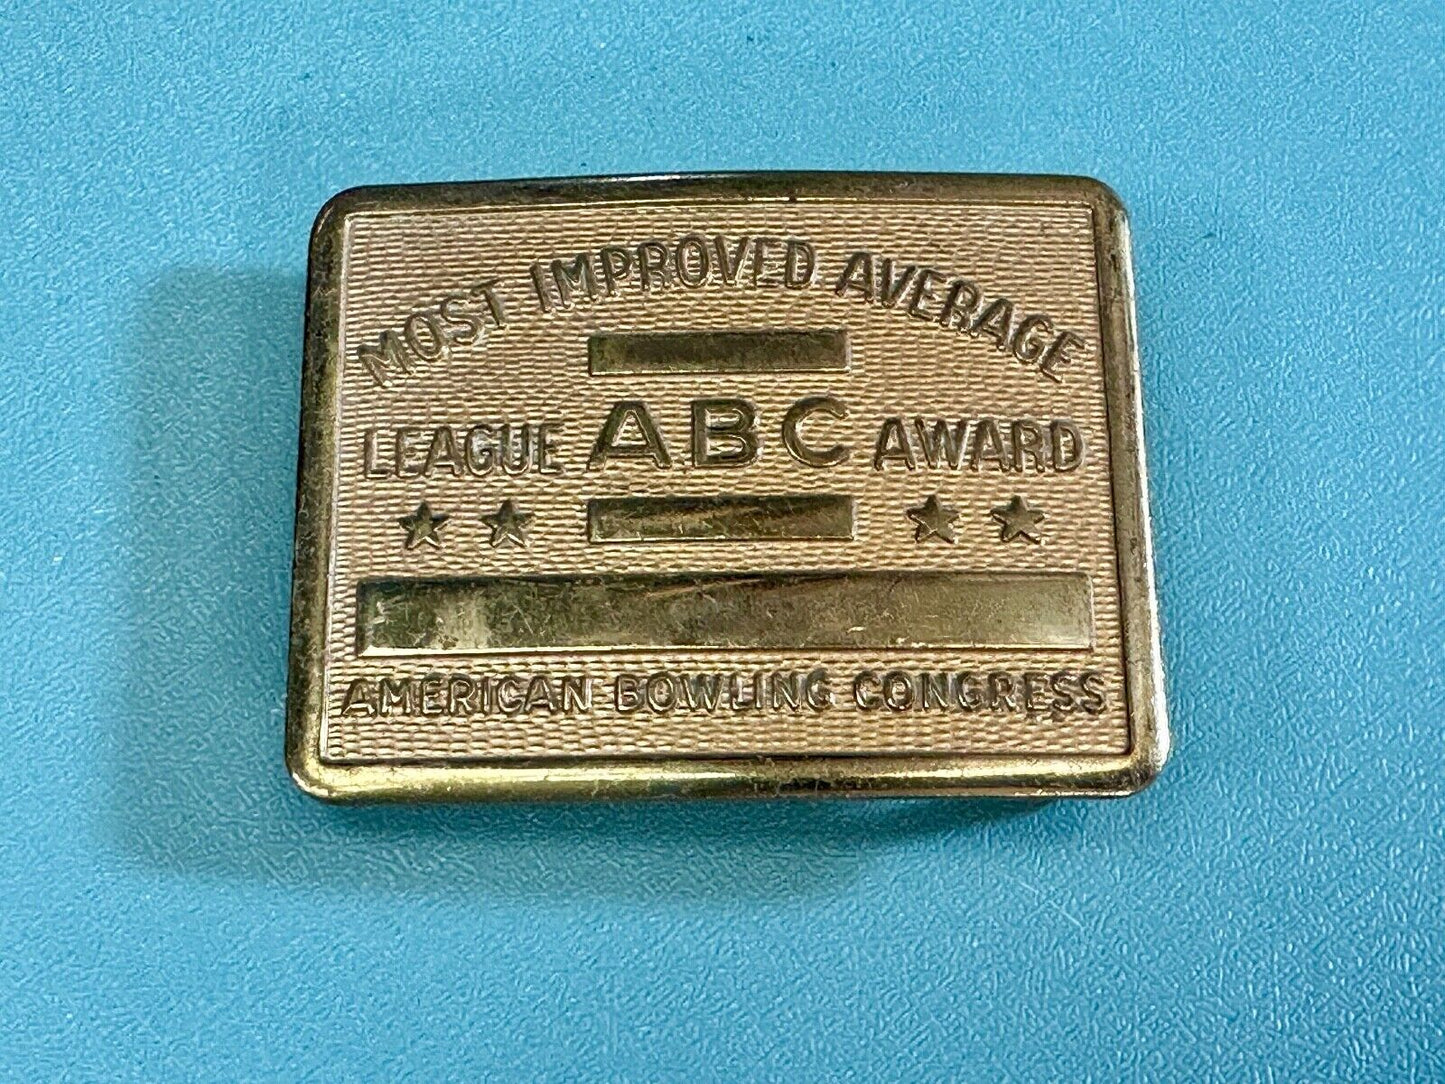 MOST IMPROVED AVERAGE
LEAGUE ABC AWARD
AMERICAN BOWLING CONGRESS